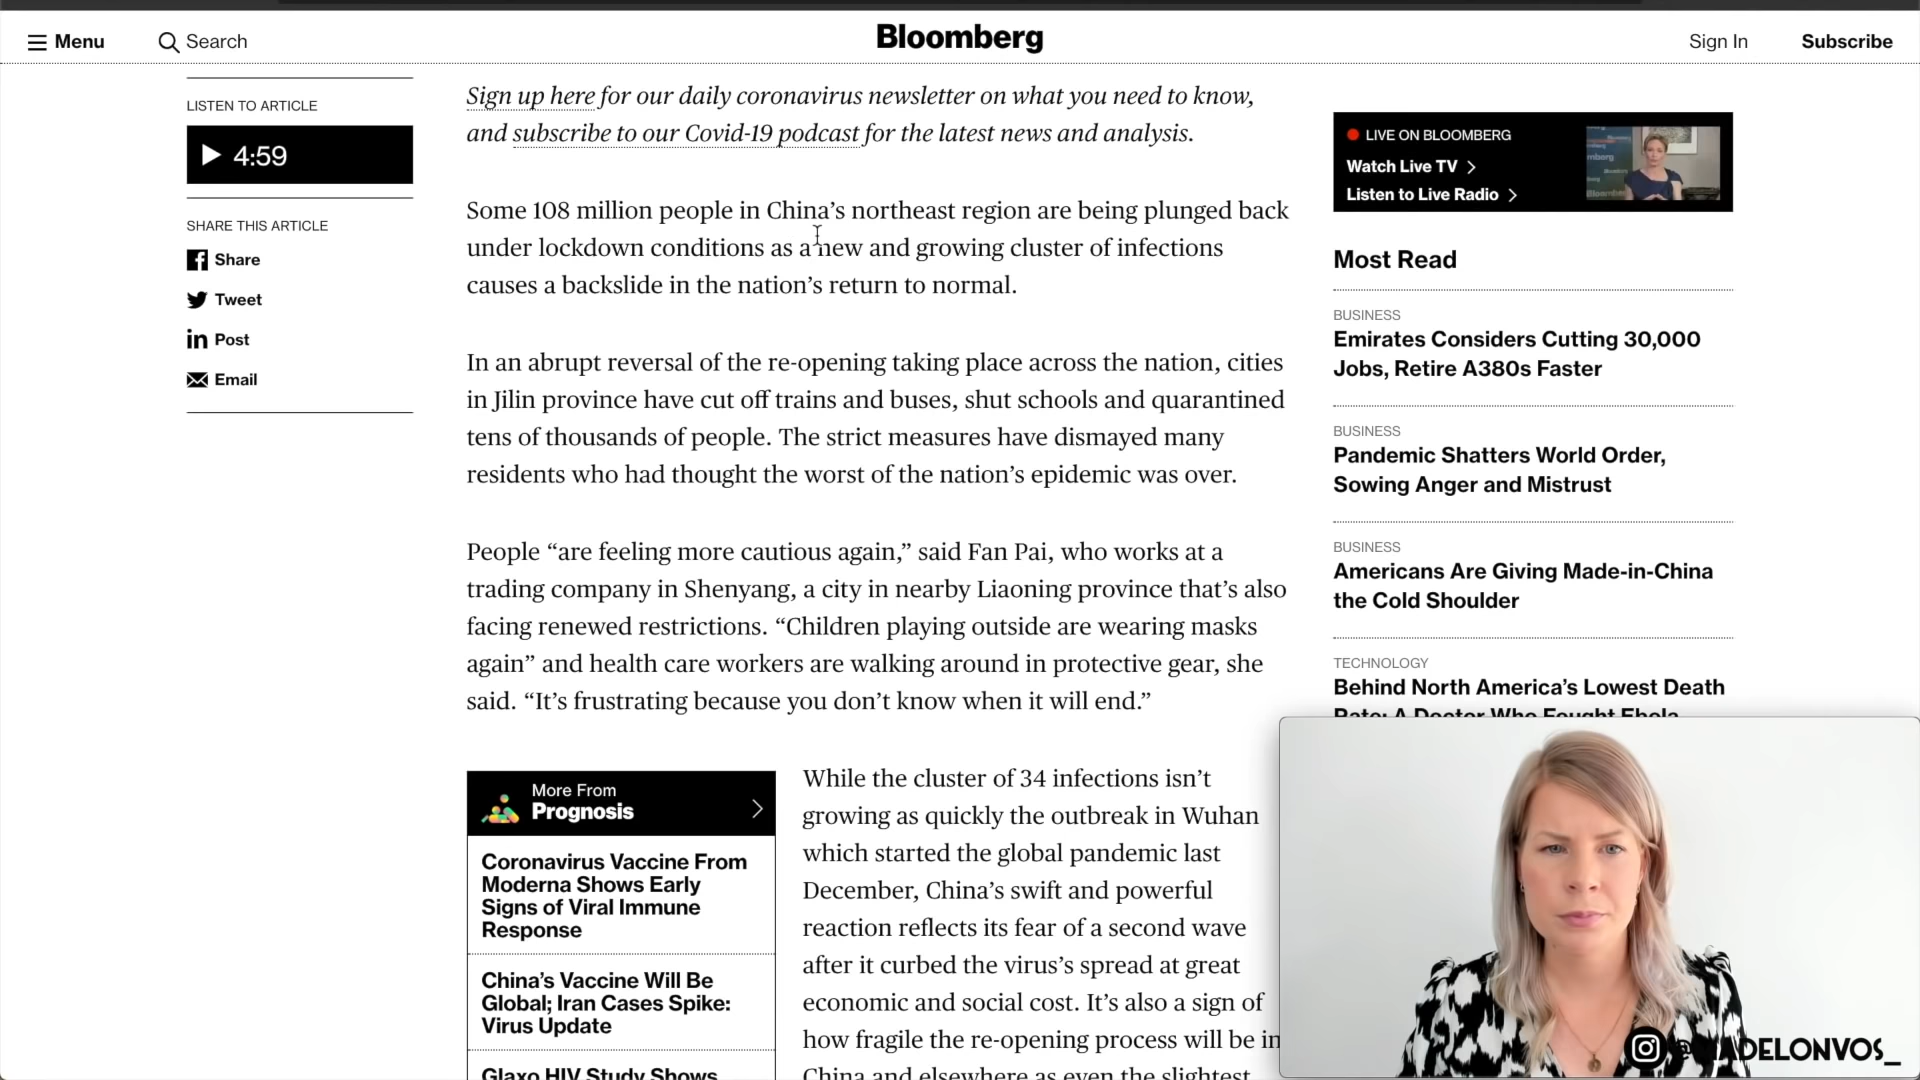 Menu
Search
Bloomberg
Sign In
Subscribe
LISTEN TO ARTICLE
4:59
SHARE THIS ARTICLE
Share
Tweet
Post
Email
Sign up here for our daily coronavirus newsletter on what you need to know,
and subscribe to our Covid-19 podcast for the latest news and analysis.
Some 108 million people in China’s northeast region are being plunged back
under lockdown conditions as a new and growing cluster of infections
causes a backslide in the nation’s return to normal.
In an abrupt reversal of the re-opening taking place across the nation, cities
in Jilin province have cut off trains and buses, shut schools and quarantined
tens of thousands of people. The strict measures have dismayed many
residents who had thought the worst of the nation’s epidemic was over.
People “are feeling more cautious again,” said Fan Pai, who works at a
trading company in Shenyang, a city in nearby Liaoning province that’s also
facing renewed restrictions. “Children playing outside are wearing masks
again” and health care workers are walking around in protective gear, she
said. “It’s frustrating because you don’t know when it will end.”
More From
Prognosis
Coronavirus Vaccine From
Moderna Shows Early
Signs of Viral Immune
Response
China’s Vaccine Will Be
Global; Iran Cases Spike:
Virus Update
Glaxo HIV Study Shows
While the cluster of 34 infections isn’t
growing as quickly the outbreak in Wuhan
which started the global pandemic last
December, China’s swift and powerful
reaction reflects its fear of a second wave
after it curbed the virus’s spread at great
economic and social cost. It’s also a sign of
how fragile the re-opening process will be in
China and elsewhere as even the slightest
LIVE ON BLOOMBERG
Watch Live TV
Listen to Live Radio
Most Read
BUSINESS
Emirates Considers Cutting 30,000
Jobs, Retire A380s Faster
BUSINESS
Pandemic Shatters World Order,
Sowing Anger and Mistrust
BUSINESS
Americans Are Giving Made-in-China
the Cold Shoulder
TECHNOLOGY
Behind North America’s Lowest Death
Rate: A Doctor Who Fought Ebola